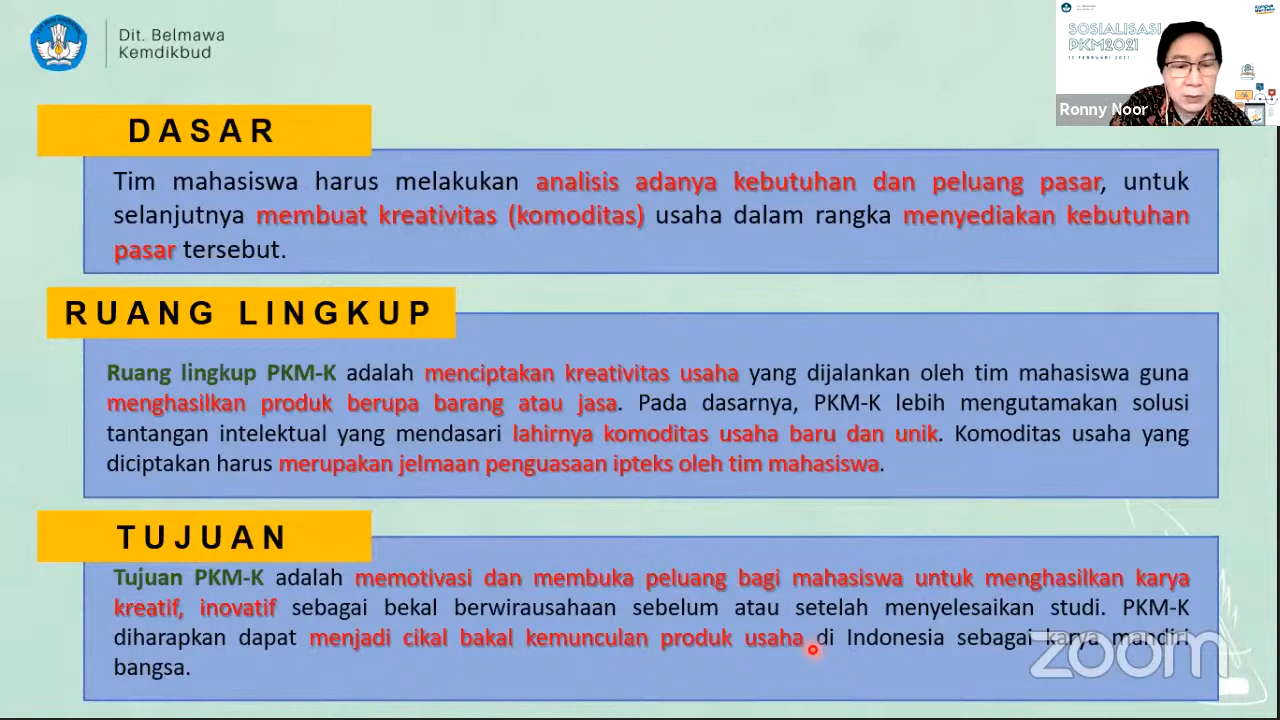 Dit. Belmawa
Kemdikbud
SOSIALISASI
PKM2021
11 FEBRUARI 2021
Ronny Noor
DASAR
Tim mahasiswa harus melakukan analisis adanya kebutuhan dan peluang pasar, untuk
selanjutnya membuat kreativitas (komoditas) usaha dalam rangka menyediakan kebutuhan
pasar tersebut.
RUANG LINGKUP
Ruang lingkup PKM-K adalah menciptakan kreativitas usaha yang dijalankan oleh tim mahasiswa guna
menghasilkan produk berupa barang atau jasa. Pada dasarnya, PKM-K lebih mengutamakan solusi
tantangan intelektual yang mendasari lahirnya komoditas usaha baru dan unik. Komoditas usaha yang
diciptakan harus merupakan jelmaan penguasaan ipteks oleh tim mahasiswa.
TUJUAN
Tujuan PKM-K adalah memotivasi dan membuka peluang bagi mahasiswa untuk menghasilkan karya
kreatif, inovatif sebagai bekal berwirausahaan sebelum atau setelah menyelesaikan studi. PKM-K
diharapkan dapat menjadi cikal bakal kemunculan produk usaha di Indonesia sebagai karya mandiri
bangsa.
zoom